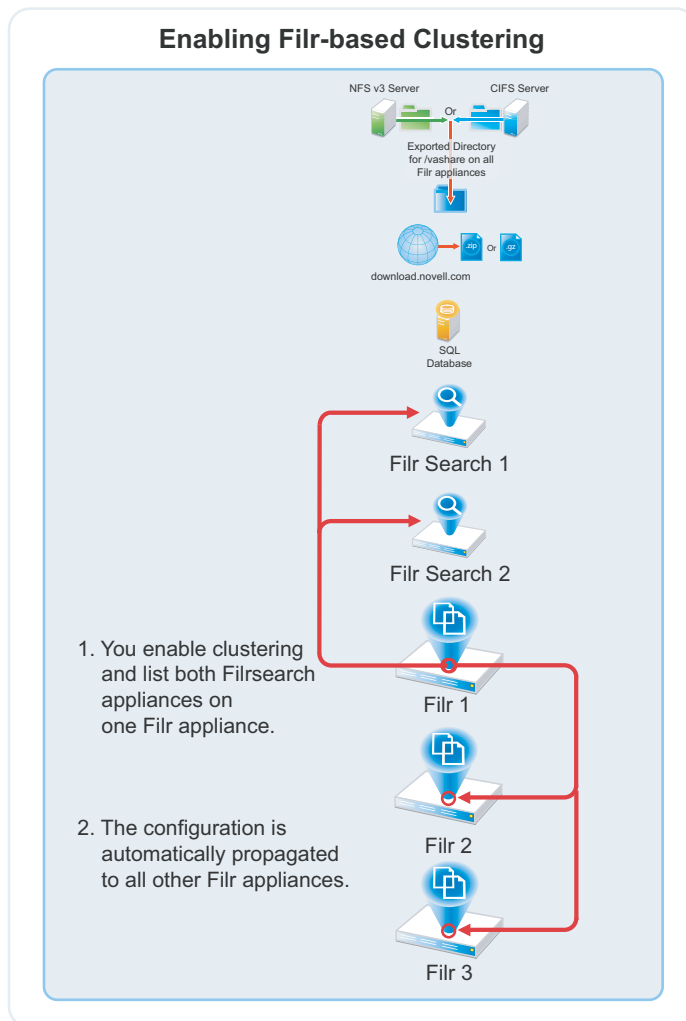 Enabling Filr-based Clustering
NFS v3 Server
CIFS Server
Or
Exported Directory
for /vashare on all
Filr appliances
.zip
Or
.gz
download.novell.com
SQL
Database
Filr Search 1
Filr Search 2
1. You enable clustering
and list both Filrsearch
appliances on
one Filr appliance.
Filr 1
Filr 2
2. The configuration is
automatically propagated
to all other Filr appliances.
Filr 3